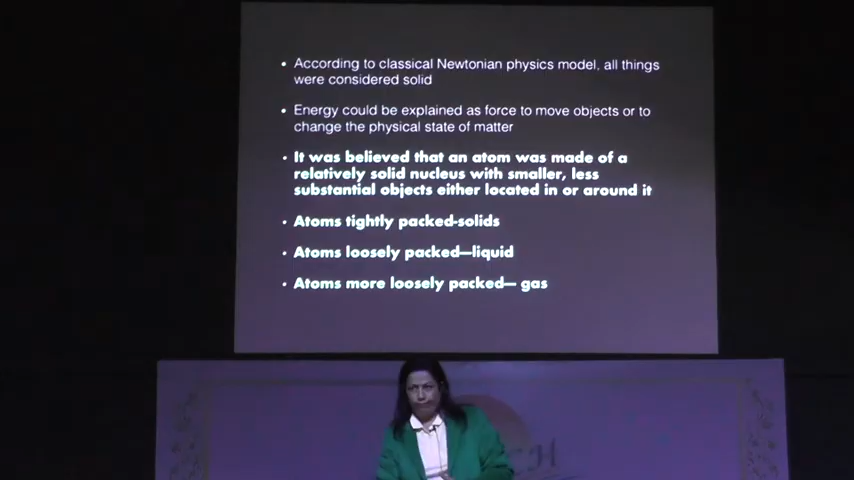 • According to classical Newtonian physics model, all things
were considered solid
• Energy could be explained as force to move objects or to
change the physical state of matter
• It was believed that an atom was made of a
relatively solid nucleus with smaller, less
substantial objects either located in or around it
• Atoms tightly packed-solids
• Atoms loosely packed—liquid
• Atoms more loosely packed— gas